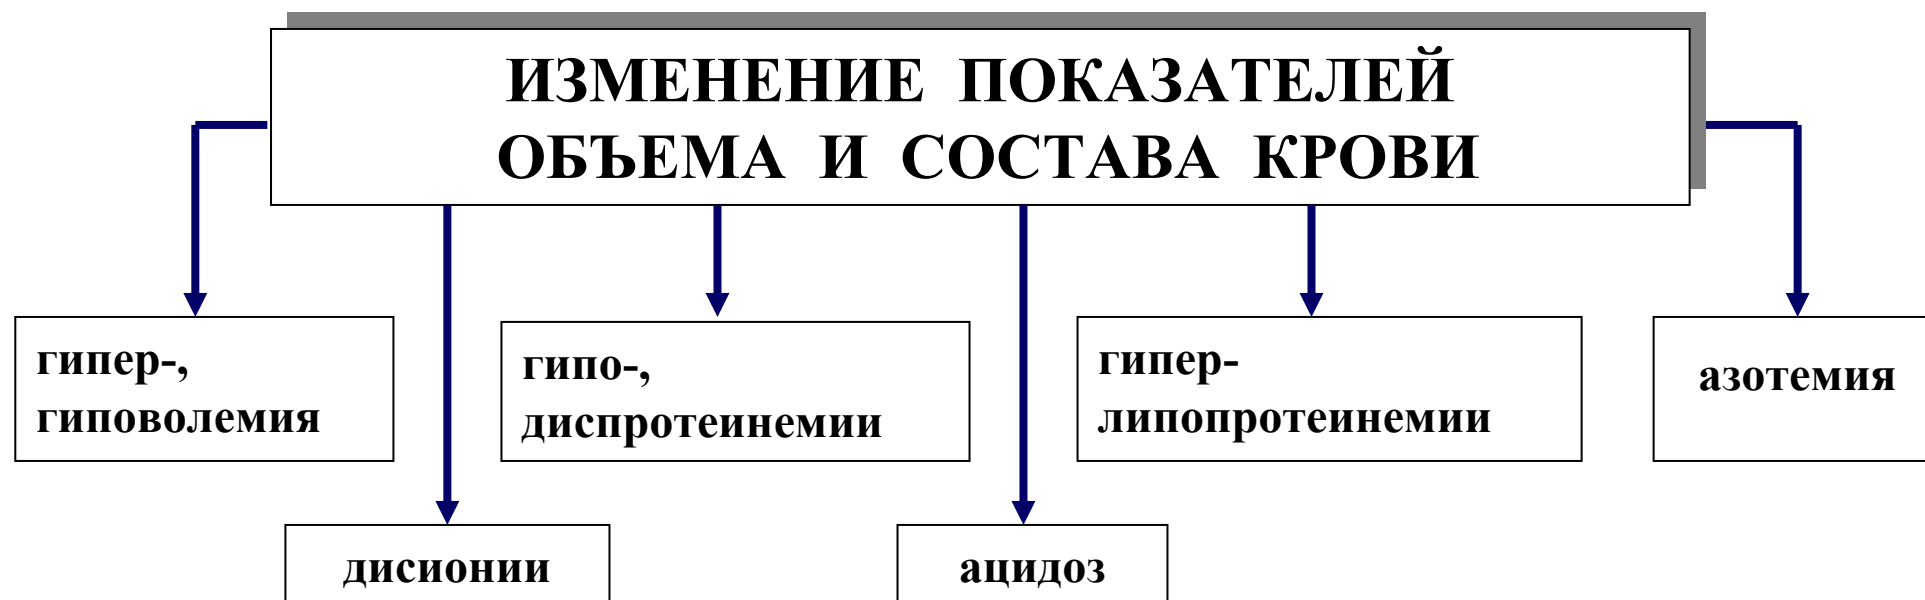 ИЗМЕНЕНИЕ ПОКАЗАТЕЛЕЙ
ОБЪЕМА И СОСТАВА КРОВИ
гипер-,
гиповолемия
гипо-,
диспротеинемии
гипер-
липопротеинемии
азотемия
дисионии
ацидоз